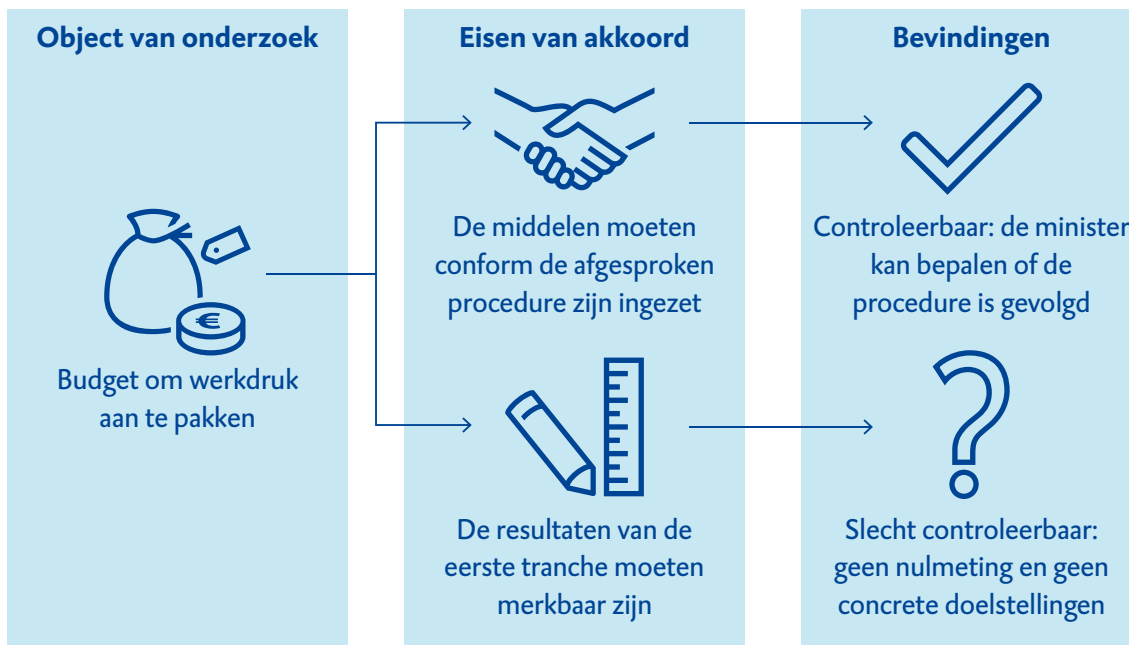 Object van onderzoek
Budget om werkdruk
aan te pakken
Eisen van akkoord
De middelen moeten
conform de afgesproken
procedure zijn ingezet
De resultaten van de
eerste tranche moeten
merkbaar zijn
Bevindingen
Controleerbaar: de minister
kan bepalen of de
procedure is gevolgd
Slecht controleerbaar:
geen nulmeting en geen
concrete doelstellingen